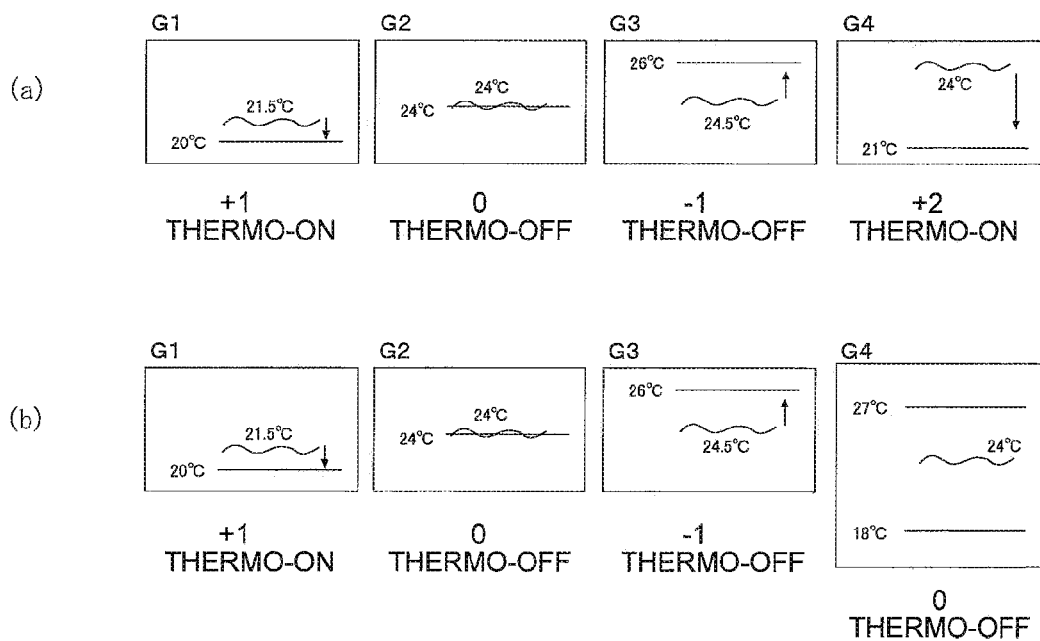 (a)
G1
21.5°C
20°C
+1
THERMO-ON
G2
24°C
24°C
0
THERMO-OFF
G3
26°C
24.5°C
-1
THERMO-OFF
G4
24°C
21°C
+2
THERMO-ON
(b)
G1
21.5°C
20°C
+1
THERMO-ON
G2
24°C
24°C
0
THERMO-OFF
G3
26°C
24.5°C
-1
THERMO-OFF
G4
27°C
24°C
18°C
0
THERMO-OFF